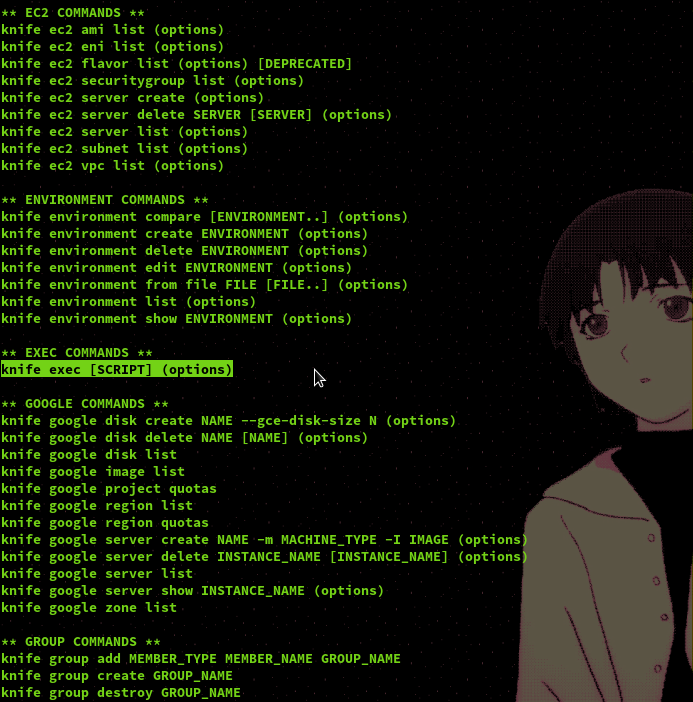 ** EC2 COMMANDS **
knife ec2 ami list (options)
knife ec2 eni list (options)
knife ec2 flavor list (options) [DEPRECATED]
knife ec2 securitygroup list (options)
knife ec2 server create (options)
knife ec2 server delete SERVER [SERVER] (options)
knife ec2 server list (options)
knife ec2 subnet list (options)
knife ec2 vpc list (options)
** ENVIRONMENT COMMANDS **
knife environment compare [ENVIRONMENT..] (options)
knife environment create ENVIRONMENT (options)
knife environment delete ENVIRONMENT (options)
knife environment edit ENVIRONMENT (options)
knife environment from file FILE [FILE..] (options)
knife environment list (options)
knife environment show ENVIRONMENT (options)
** EXEC COMMANDS **
knife exec [SCRIPT] (options)
** GOOGLE COMMANDS **
knife google disk create NAME --gce-disk-size N (options)
knife google disk delete NAME [NAME] (options)
knife google disk list
knife google image list
knife google project quotas
knife google region list
knife google region quotas
knife google server create NAME -m MACHINE_TYPE -I IMAGE (options)
knife google server delete INSTANCE_NAME [INSTANCE_NAME] (options)
knife google server list
knife google server show INSTANCE_NAME (options)
knife google zone list
** GROUP COMMANDS **
knife group add MEMBER_TYPE MEMBER_NAME GROUP_NAME
knife group create GROUP_NAME
knife group destroy GROUP_NAME